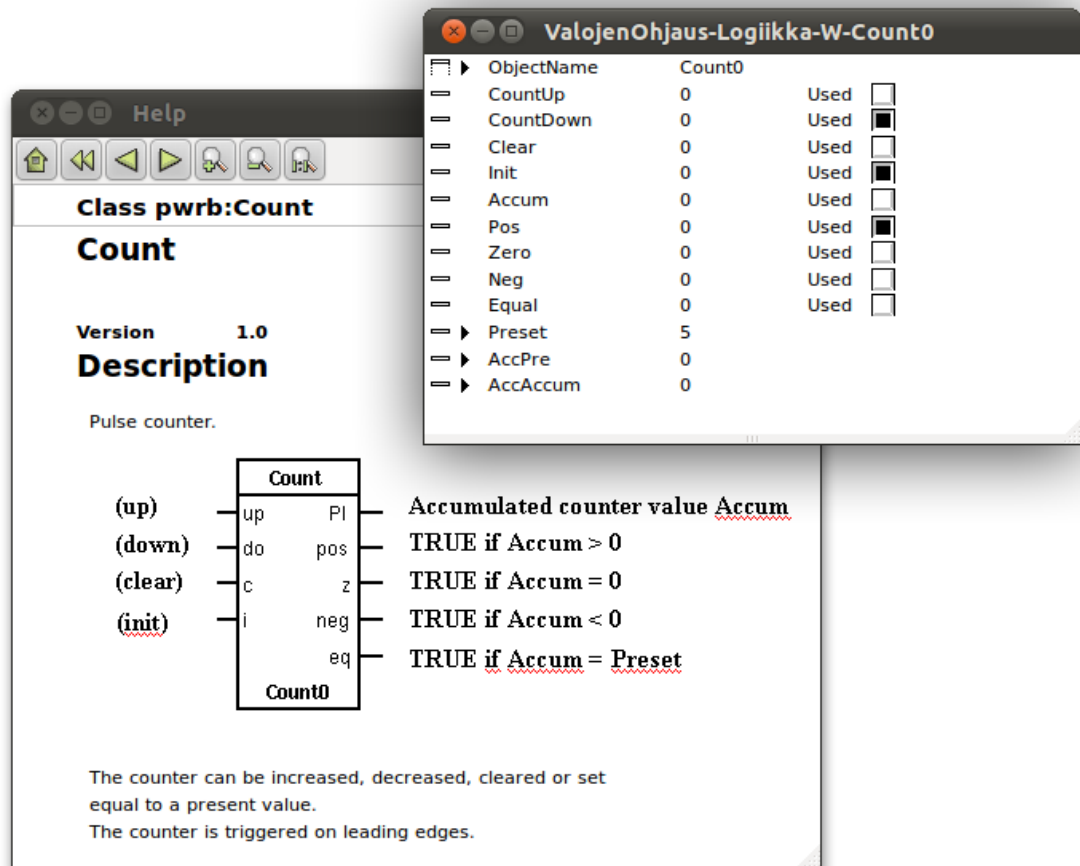 ValojenOhjaus-Logiikka-W-Count0
ObjectName Count0
CountUp 0 Used
CountDown 0 Used
Clear 0 Used
Init 0 Used
Accum 0 Used
Pos 0 Used
Zero 0 Used
Neg 0 Used
Equal 0 Used
Preset 5
AccPre 0
AccAccum 0
Help
Class pwrb:Count
Count
Version 1.0
Description
Pulse counter.
Count
(up) up PI Accumulated counter value Accum
(down) do pos TRUE if Accum > 0
(clear) c z TRUE if Accum = 0
(init) i neg TRUE if Accum < 0
eq TRUE if Accum = Preset
Count0
The counter can be increased, decreased, cleared or set
equal to a present value.
The counter is triggered on leading edges.